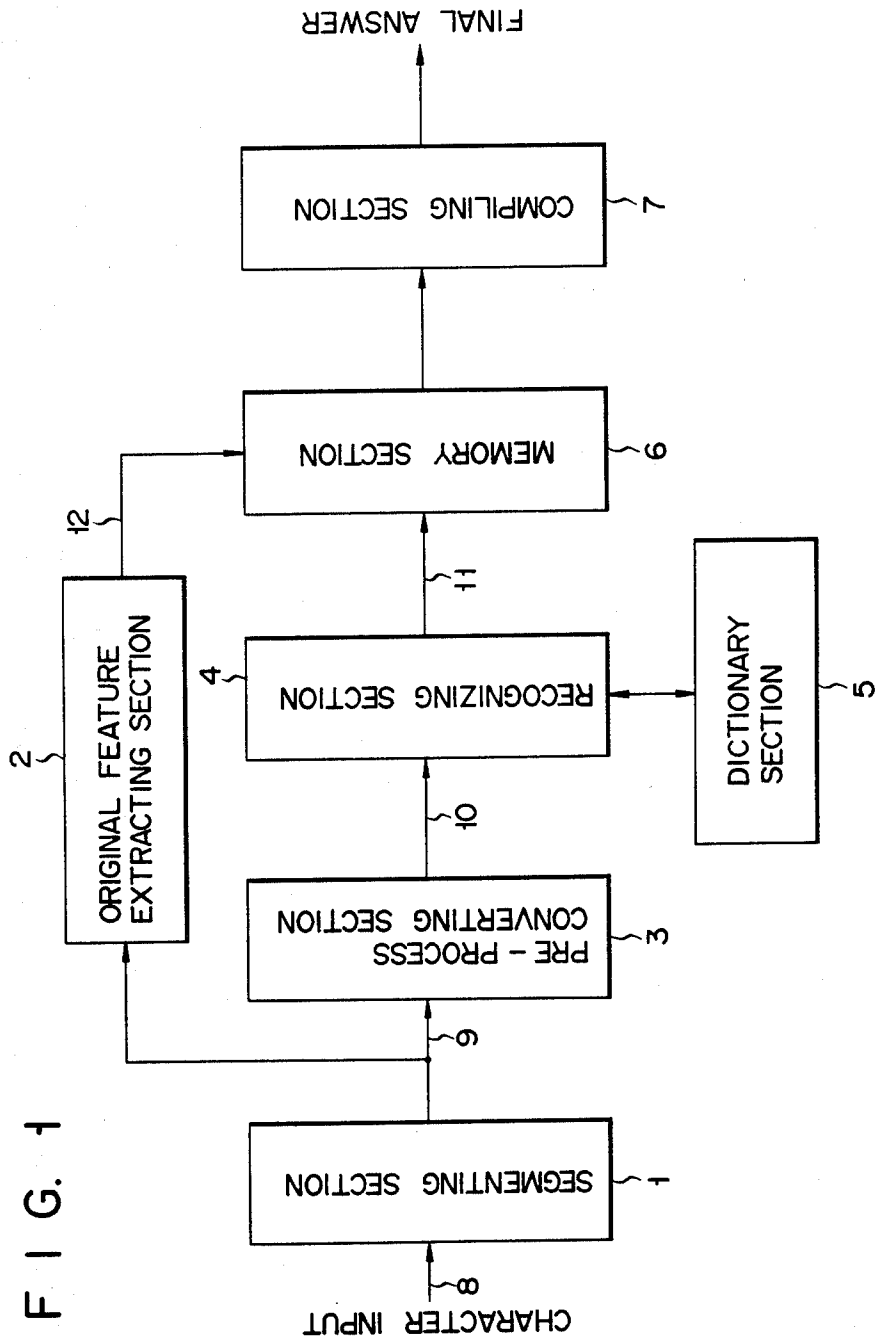 FIG. 1
CHARACTER INPUT
8
SEGMENTING SECTION
1
9
2
ORIGINAL FEATURE
EXTRACTING SECTION
12
PRE-PROCESS
CONVERTING SECTION
3
10
4
RECOGNIZING SECTION
11
DICTIONARY
SECTION
5
MEMORY SECTION
6
COMPILING SECTION
7
FINAL ANSWER